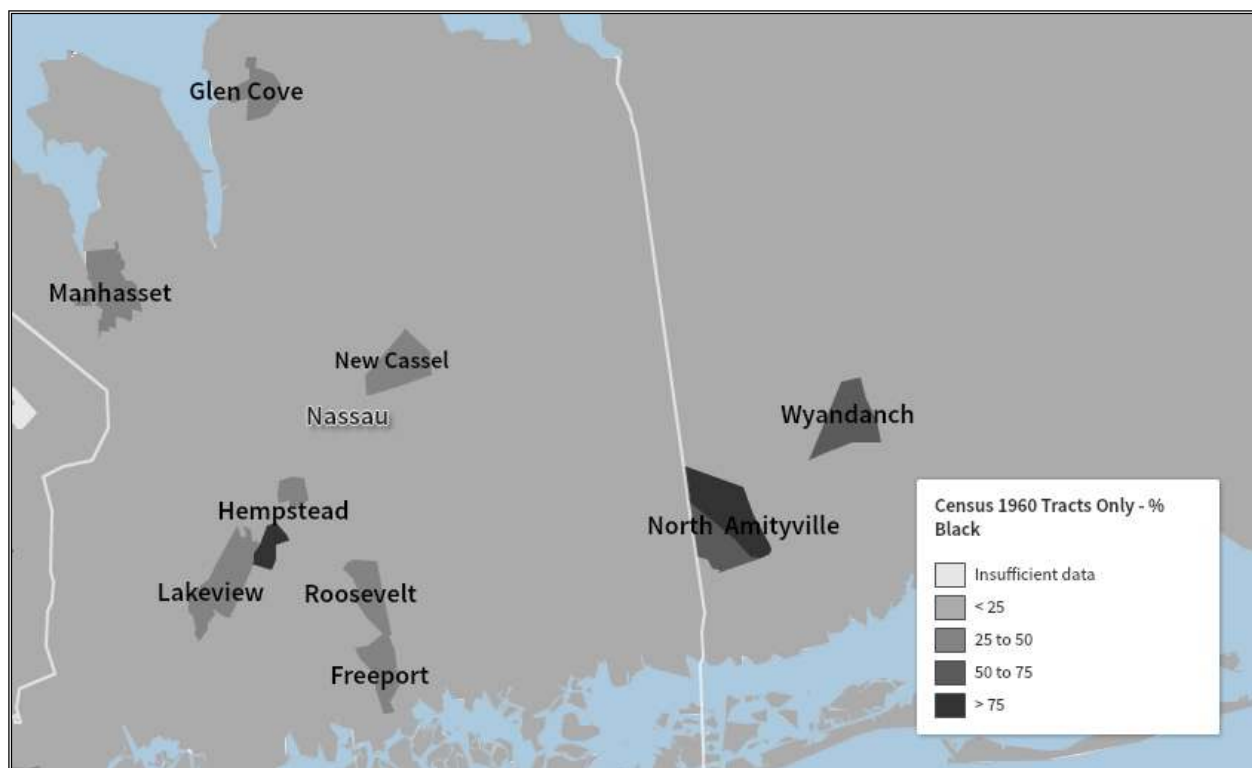 Glen Cove
Manhasset
New Cassel
Nassau
Wyandanch
Hempstead
North Amityville
Lakeview
Roosevelt
Freeport
Census 1960 Tracts Only - %
Black
Insufficient data
< 25
25 to 50
50 to 75
> 75